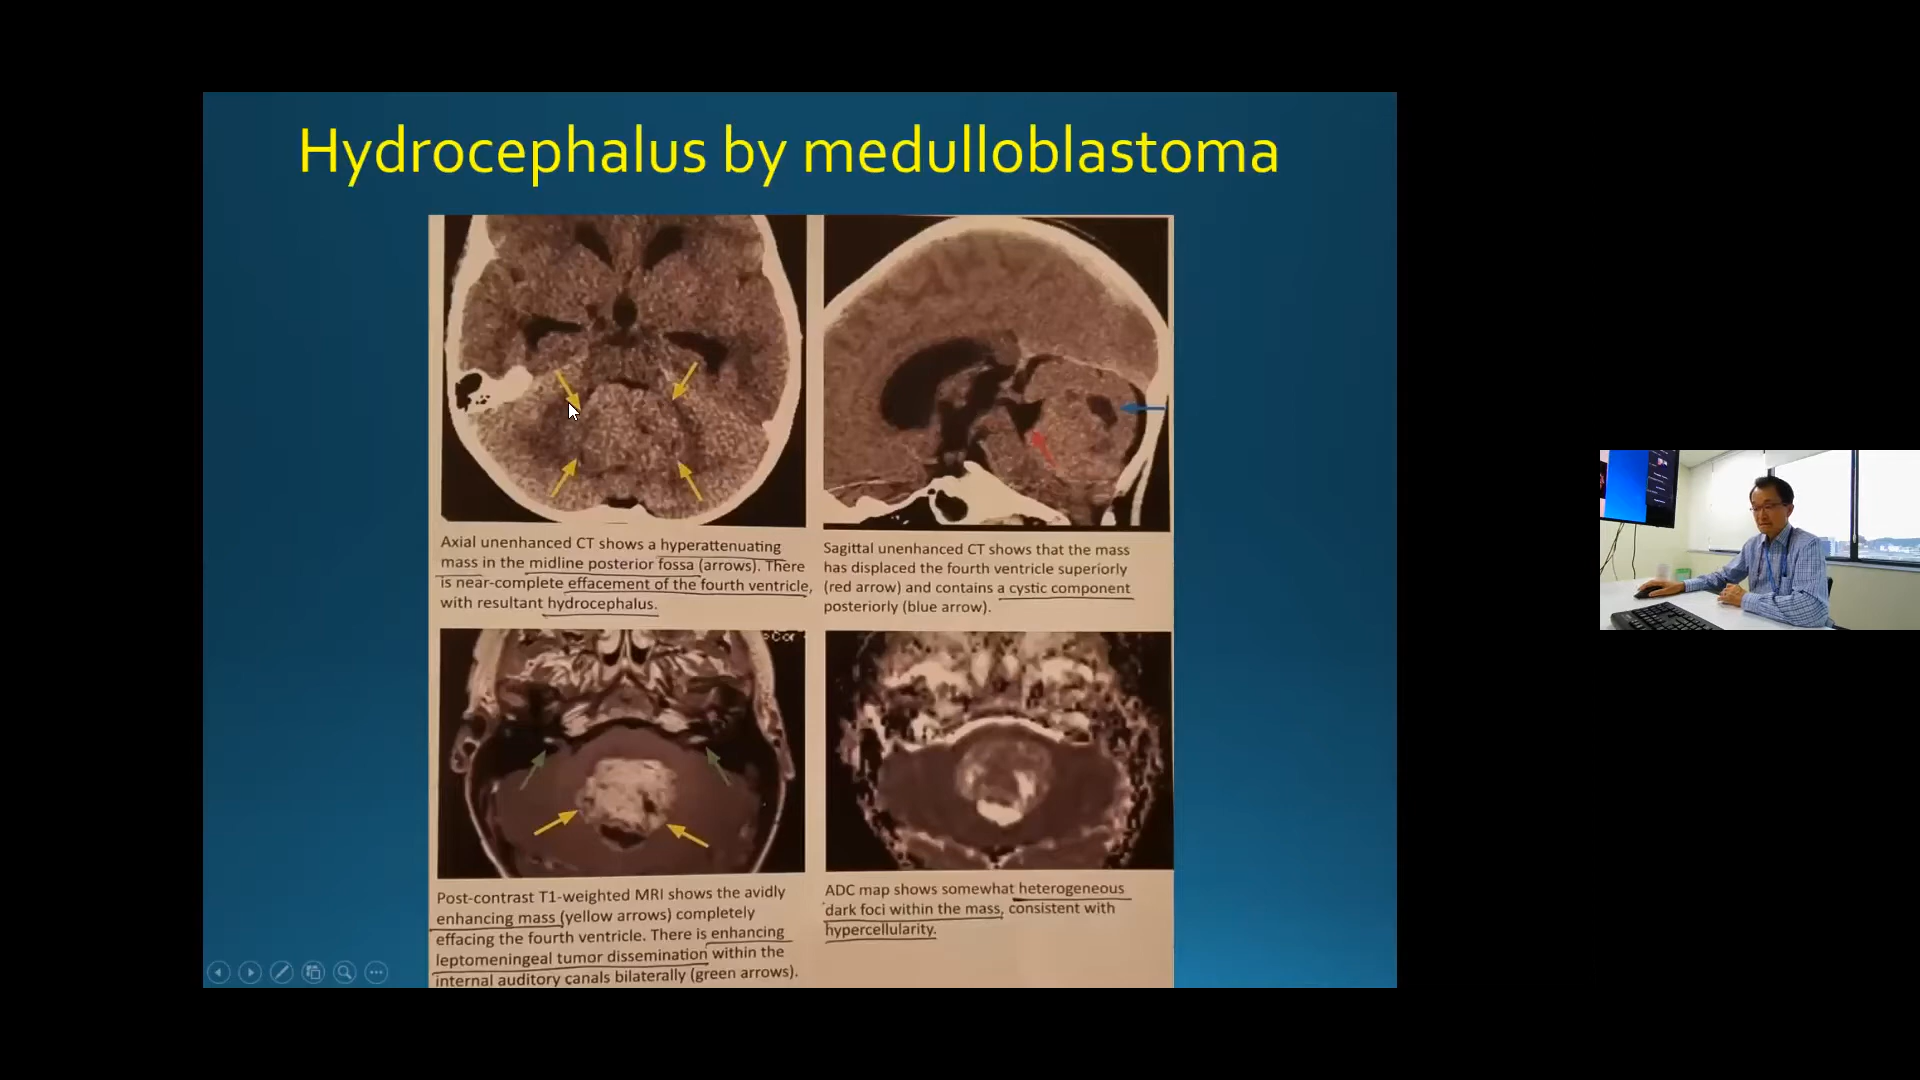 Hydrocephalus by medulloblastoma
Axial unenhanced CT shows a hyperattenuating
mass in the midline posterior fossa (arrows). There
is near-complete effacement of the fourth ventricle,
with resultant hydrocephalus.
Sagittal unenhanced CT shows that the mass
has displaced the fourth ventricle superiorly
(red arrow) and contains a cystic component
posteriorly (blue arrow).
Post-contrast T1-weighted MRI shows the avidly
enhancing mass (yellow arrows) completely
effacing the fourth ventricle. There is enhancing
leptomeningeal tumor dissemination within the
internal auditory canals bilaterally (green arrows).
ADC map shows somewhat heterogeneous
dark foci within the mass, consistent with
hypercellularity.